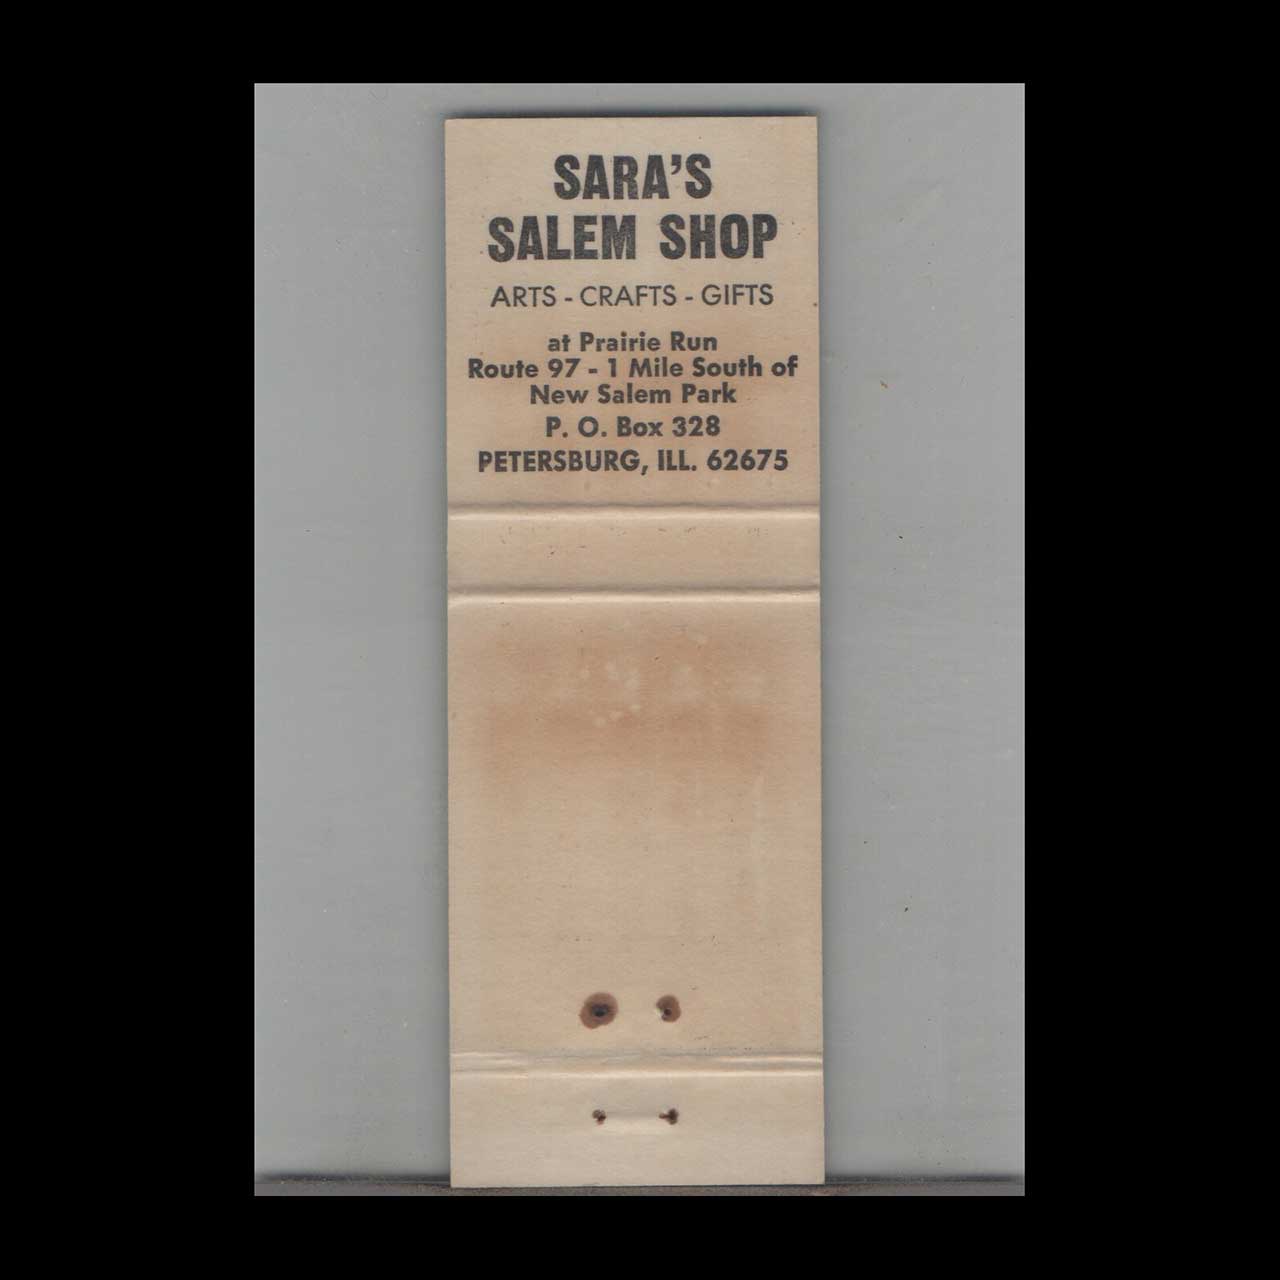 SARA'S
SALEM SHOP
ARTS - CRAFTS - GIFTS
at Prairie Run
Route 97 - 1 Mile South of
New Salem Park
P. O. Box 328
PETERSBURG, ILL. 62675